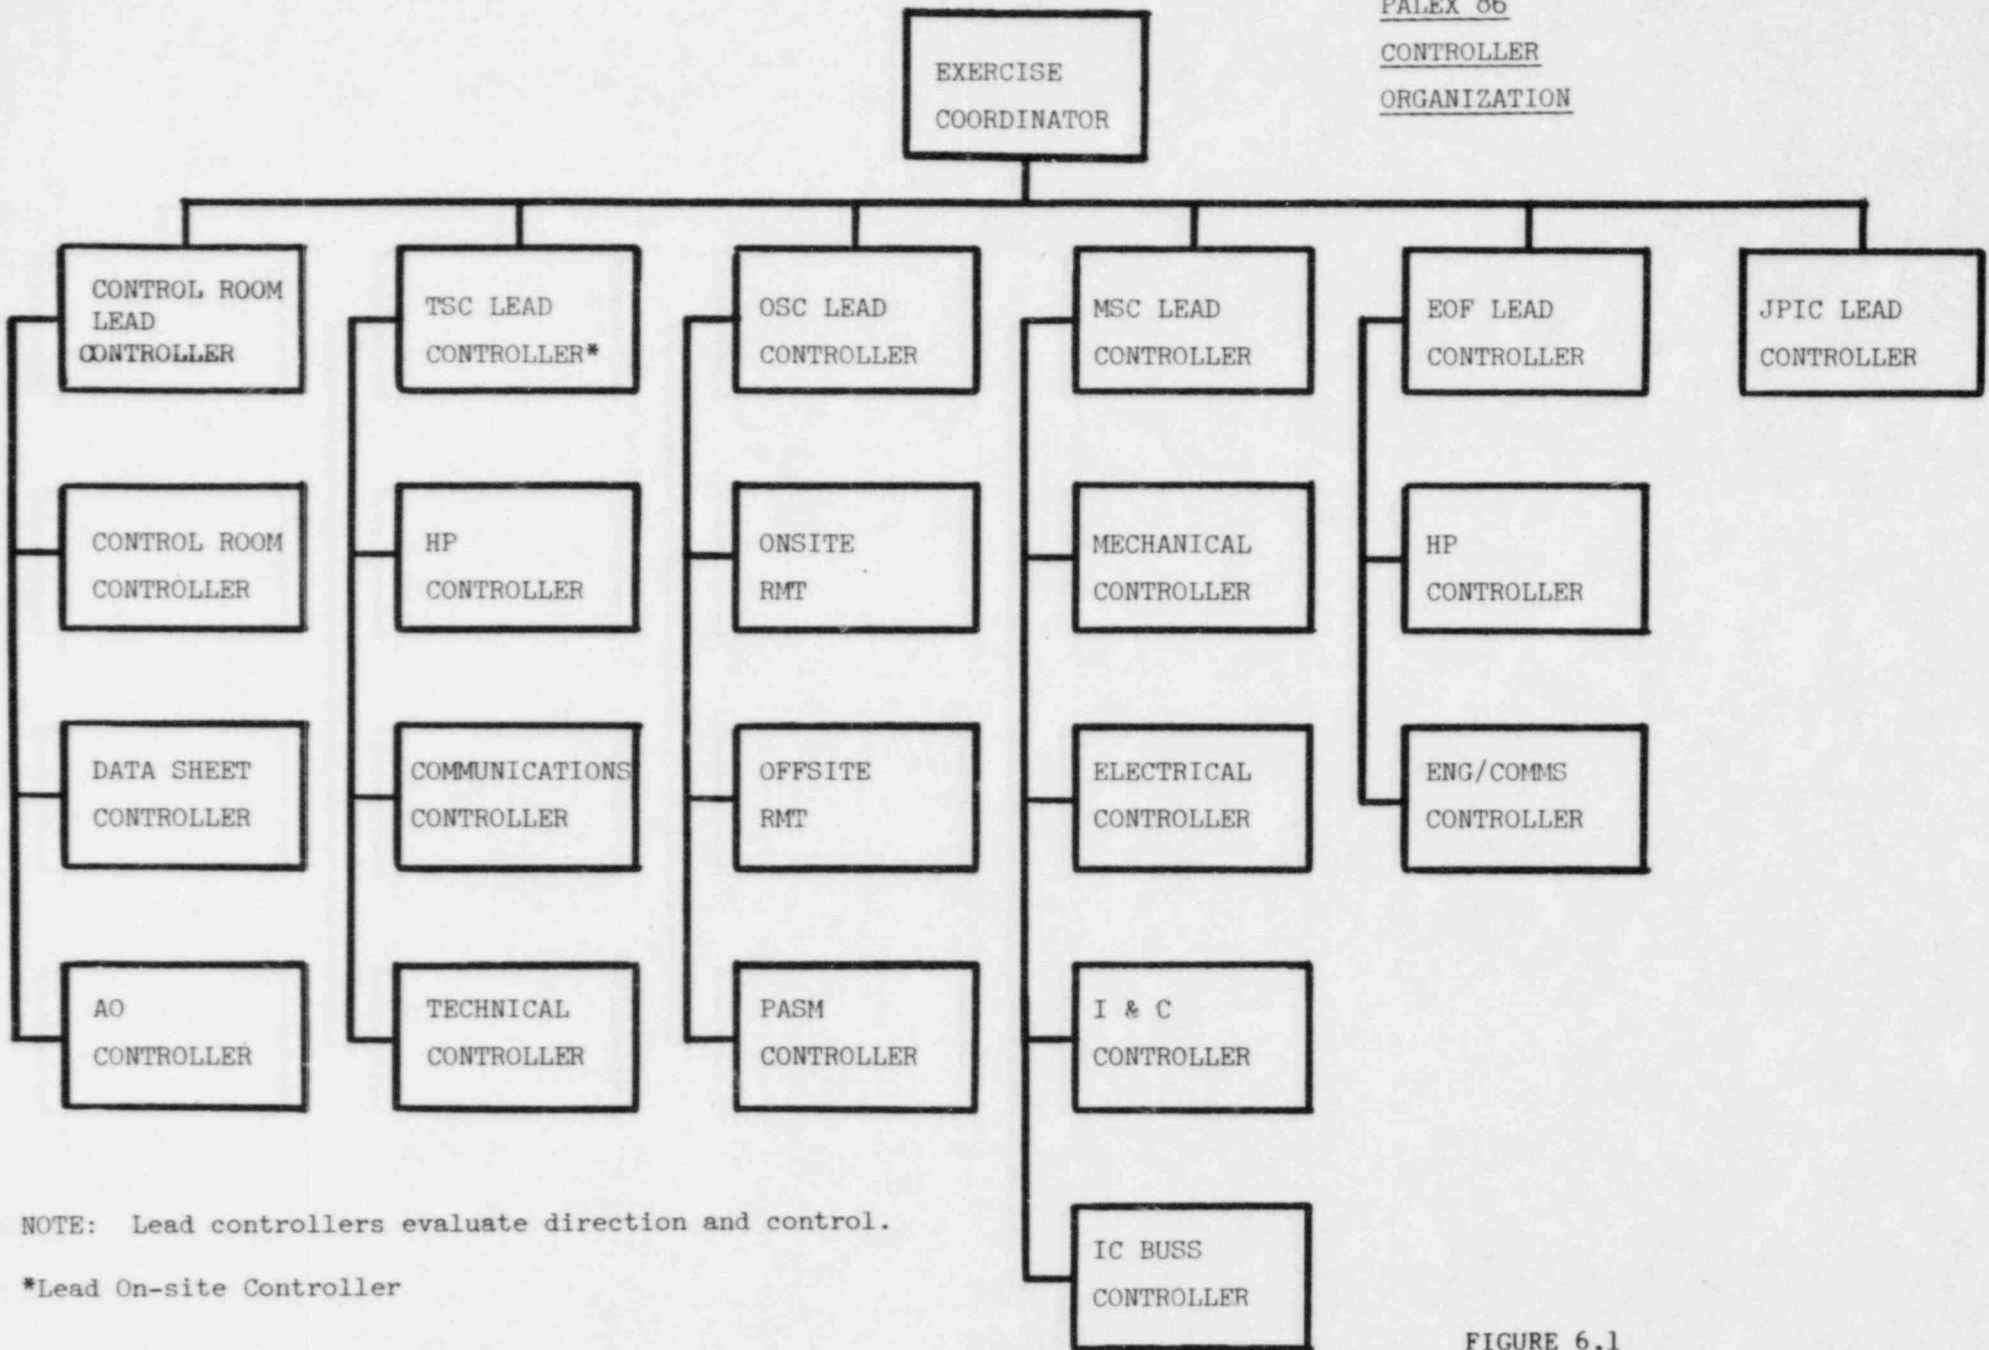 PALEX 86
CONTROLLER
ORGANIZATION
EXERCISE
COORDINATOR
CONTROL ROOM
LEAD
CONTROLLER
TSC LEAD
CONTROLLER*
OSC LEAD
CONTROLLER
MSC LEAD
CONTROLLER
EOF LEAD
CONTROLLER
JPIC LEAD
CONTROLLER
CONTROL ROOM
CONTROLLER
HP
CONTROLLER
ONSITE
RMT
MECHANICAL
CONTROLLER
HP
CONTROLLER
DATA SHEET
CONTROLLER
COMMUNICATIONS
CONTROLLER
OFFSITE
RMT
ELECTRICAL
CONTROLLER
ENG/COMMS
CONTROLLER
AO
CONTROLLER
TECHNICAL
CONTROLLER
PASM
CONTROLLER
I & C
CONTROLLER
IC BUSS
CONTROLLER
NOTE: Lead controllers evaluate direction and control.
*Lead On-site Controller
FIGURE 6.1